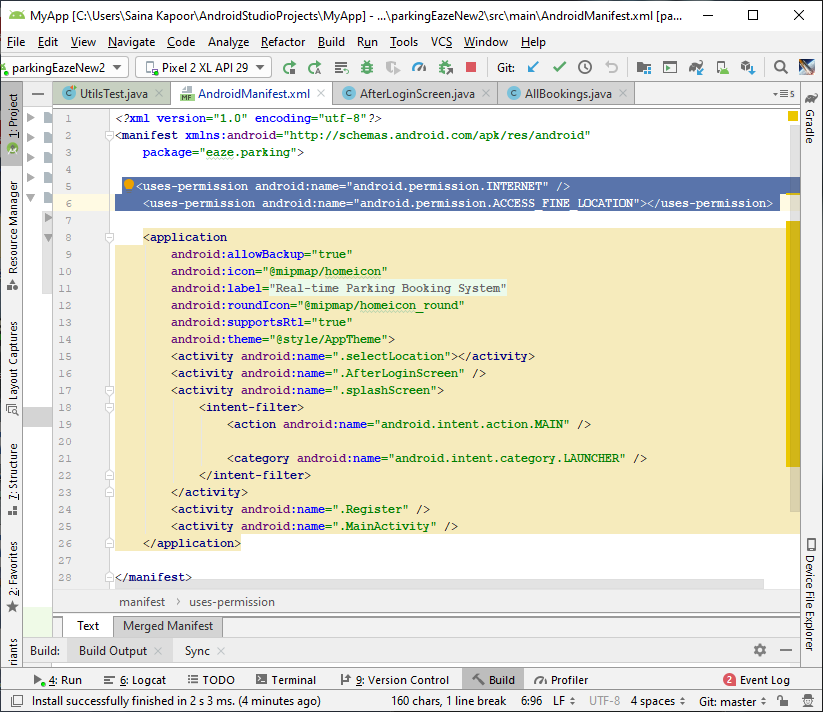 MyApp [C:\Users\Saina Kapoor\AndroidStudioProjects\MyApp] - ...\parkingEazeNew2\src\main\AndroidManifest.xml [pa...
File Edit View Navigate Code Analyze Refactor Build Run Tools VCS Window Help
parkingEazeNew2 Pixel 2 XL API 29 Git:
UtilsTest.java AndroidManifest.xml AfterLoginScreen.java AllBookings.java 5
1: Project
Resource Manager
Layout Captures
7: Structure
2: Favorites
riants
1 <?xml version="1.0" encoding="utf-8"?>
2 <manifest xmlns:android="http://schemas.android.com/apk/res/android"
3 package="eaze.parking">
4
5 <uses-permission android:name="android.permission.INTERNET" />
6 <uses-permission android:name="android.permission.ACCESS_FINE_LOCATION"></uses-permission>
7
8 <application
9 android:allowBackup="true"
10 android:icon="@mipmap/homeicon"
11 android:label="Real-time Parking Booking System"
12 android:roundIcon="@mipmap/homeicon_round"
13 android:supportsRtl="true"
14 android:theme="@style/AppTheme">
15 <activity android:name=".selectLocation"></activity>
16 <activity android:name=".AfterLoginScreen" />
17 <activity android:name=".splashScreen">
18 <intent-filter>
19 <action android:name="android.intent.action.MAIN" />
20
21 <category android:name="android.intent.category.LAUNCHER" />
22 </intent-filter>
23 </activity>
24 <activity android:name=".Register" />
25 <activity android:name=".MainActivity" />
26 </application>
27
28 </manifest>
Gradle
Device File Explorer
manifest › uses-permission
Text Merged Manifest
Build: Build Output Sync
4: Run 6: Logcat TODO Terminal 9: Version Control Build Profiler 2 Event Log
Install successfully finished in 2 s 3 ms. (4 minutes ago) 160 chars, 1 line break 6:96 LF UTF-8 4 spaces Git: master